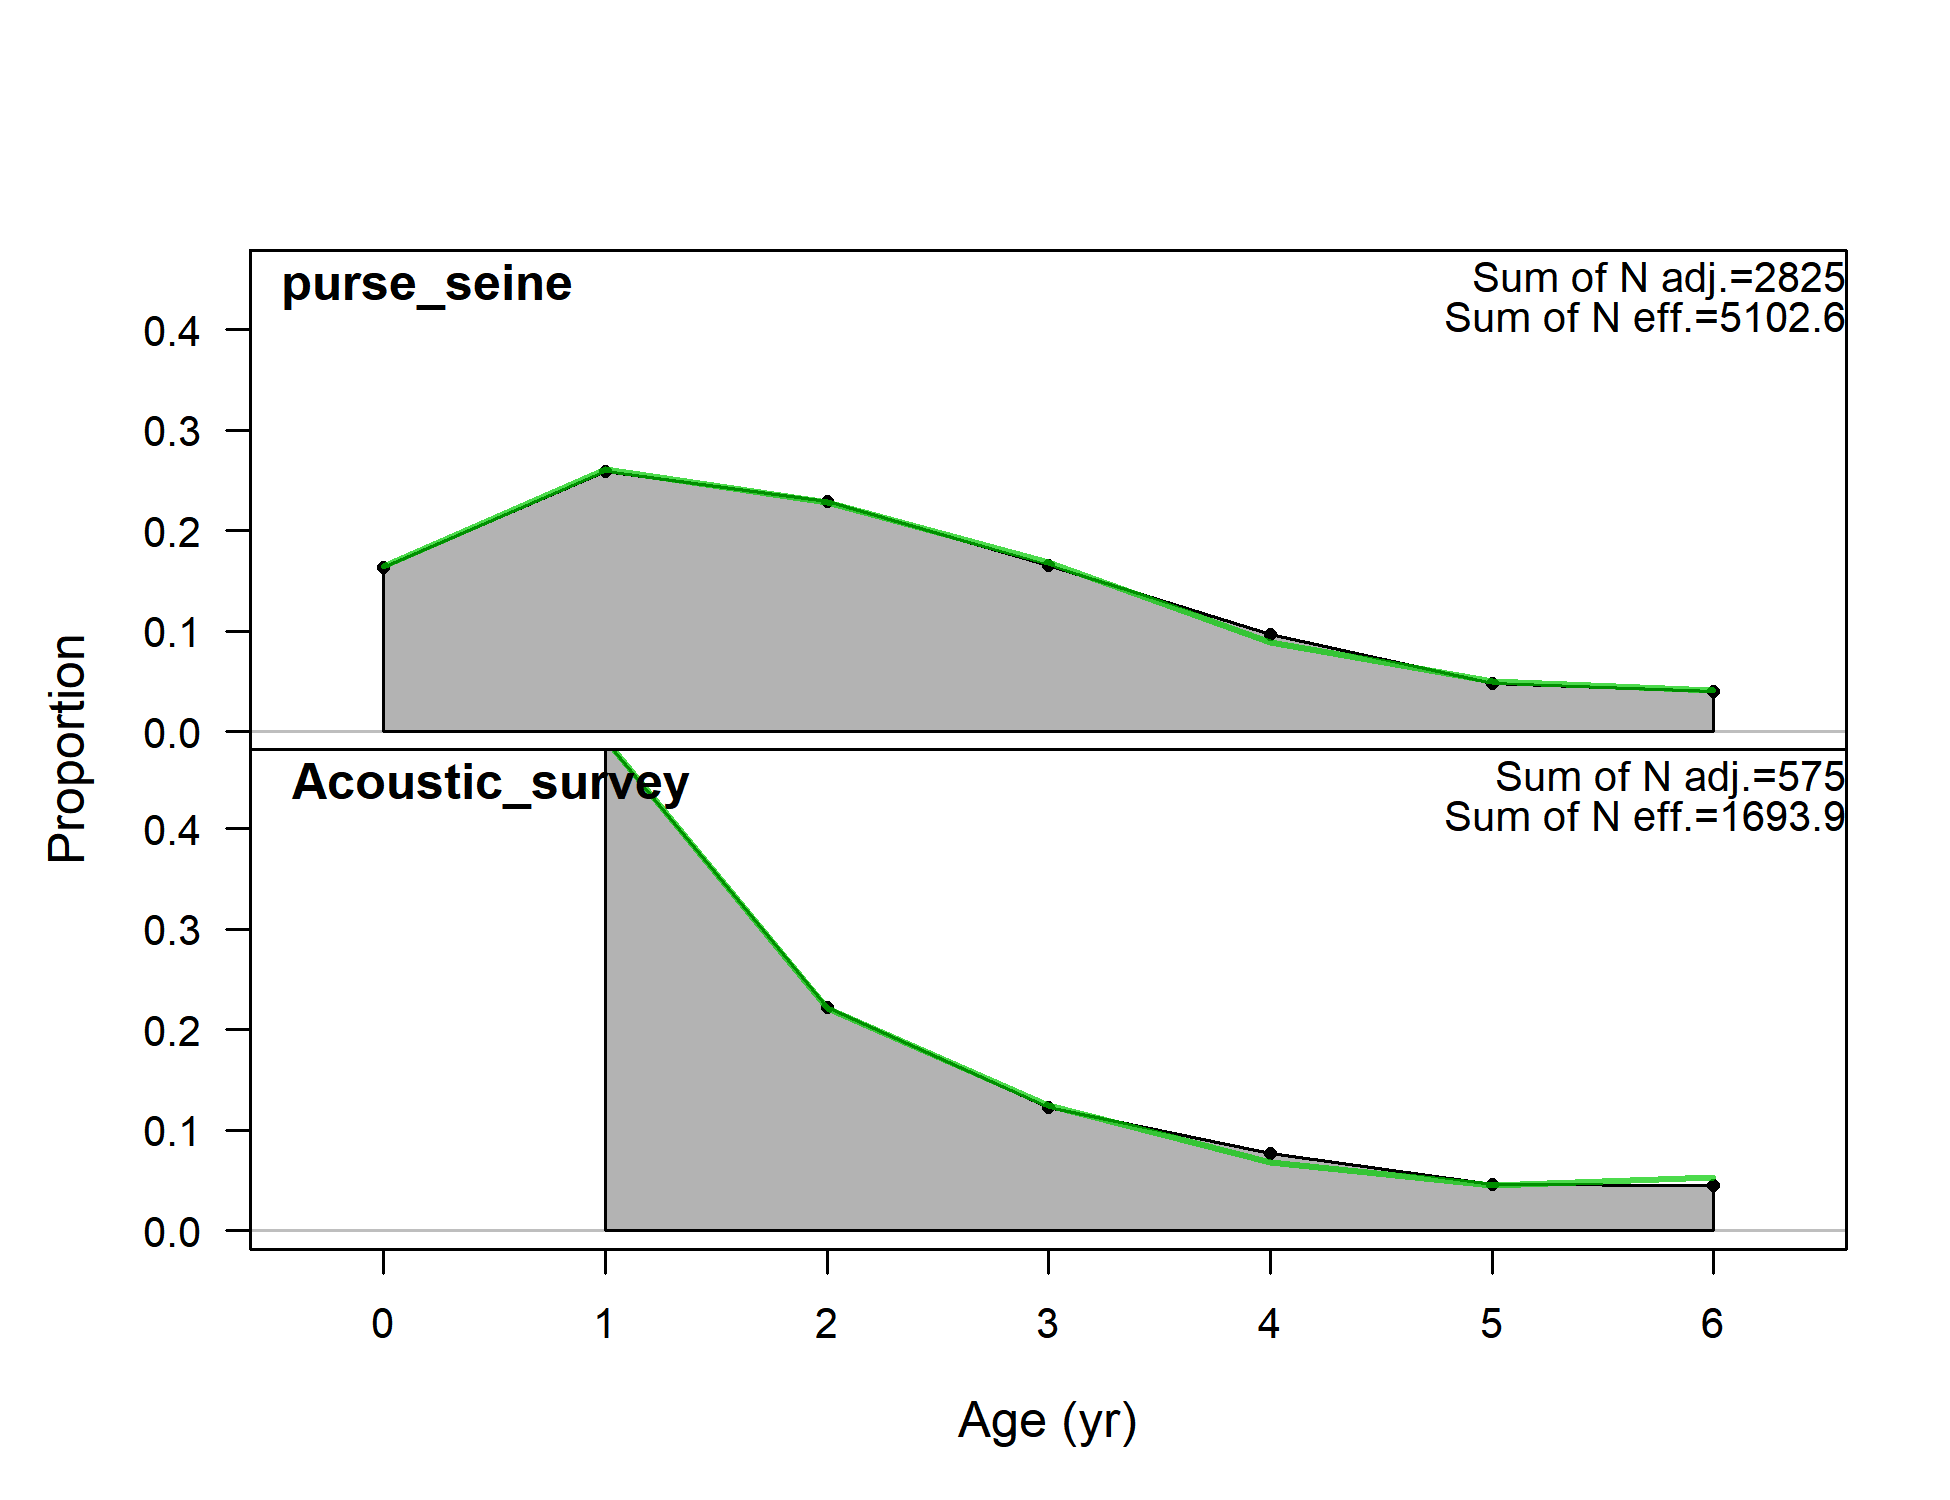 purse_seine
Sum of N adj.=2825
Sum of N eff.=5102.6
0.4
0.3
0.2
0.1
0.0
Acoustic_survey
Sum of N adj.=575
Sum of N eff.=1693.9
0.4
0.3
0.2
0.1
0.0
Proportion
0 1 2 3 4 5 6
Age (yr)